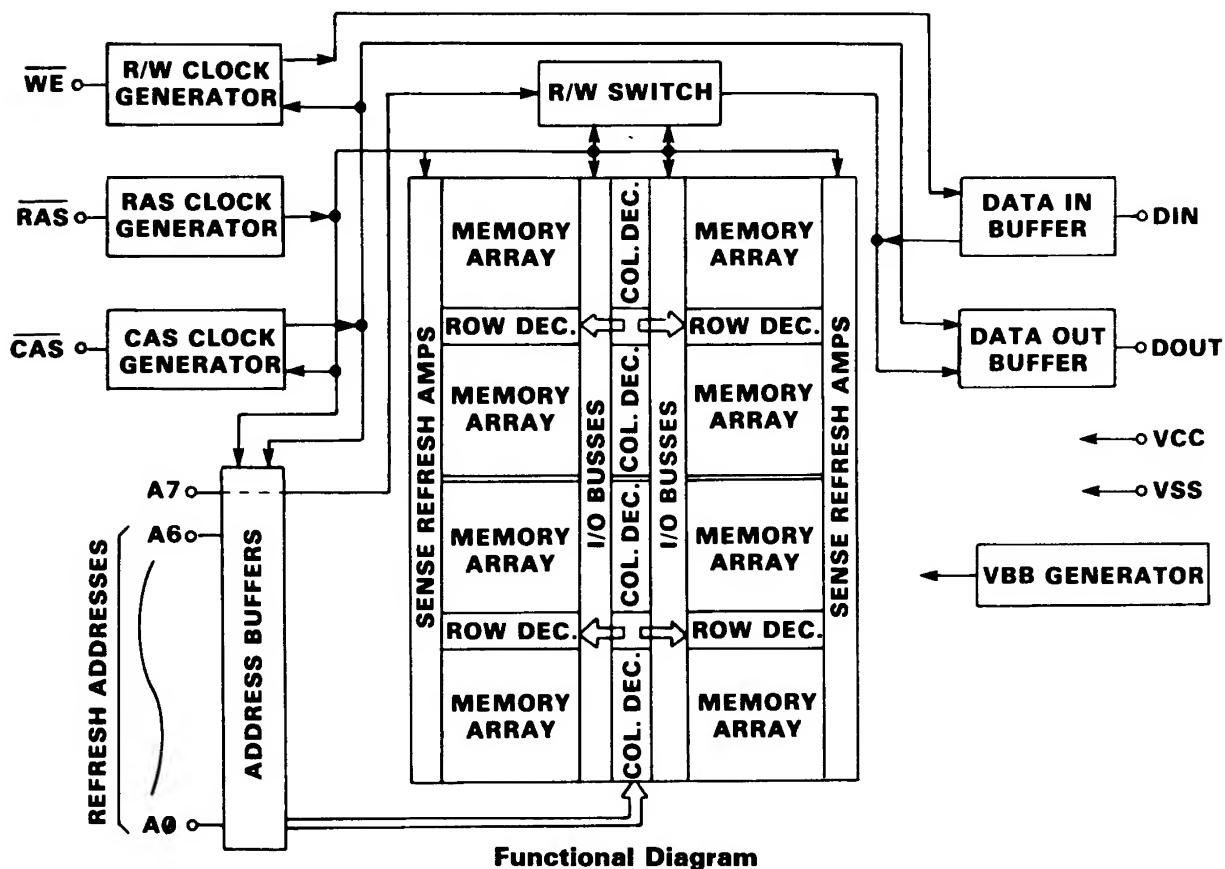 WE
R/W CLOCK
GENERATOR
R/W SWITCH
RAS
RAS CLOCK
GENERATOR
CAS
CAS CLOCK
GENERATOR
SENSE REFRESH AMPS
MEMORY
ARRAY
ROW DEC.
MEMORY
ARRAY
MEMORY
ARRAY
ROW DEC.
MEMORY
ARRAY
I/O BUSSES
COL. DEC.
COL. DEC.
COL. DEC.
COL. DEC.
I/O BUSSES
MEMORY
ARRAY
ROW DEC.
MEMORY
ARRAY
MEMORY
ARRAY
ROW DEC.
MEMORY
ARRAY
SENSE REFRESH AMPS
DATA IN
BUFFER
DIN
DATA OUT
BUFFER
DOUT
VCC
VSS
VBB GENERATOR
A7
A6
A0
REFRESH ADDRESSES
ADDRESS BUFFERS
Functional Diagram